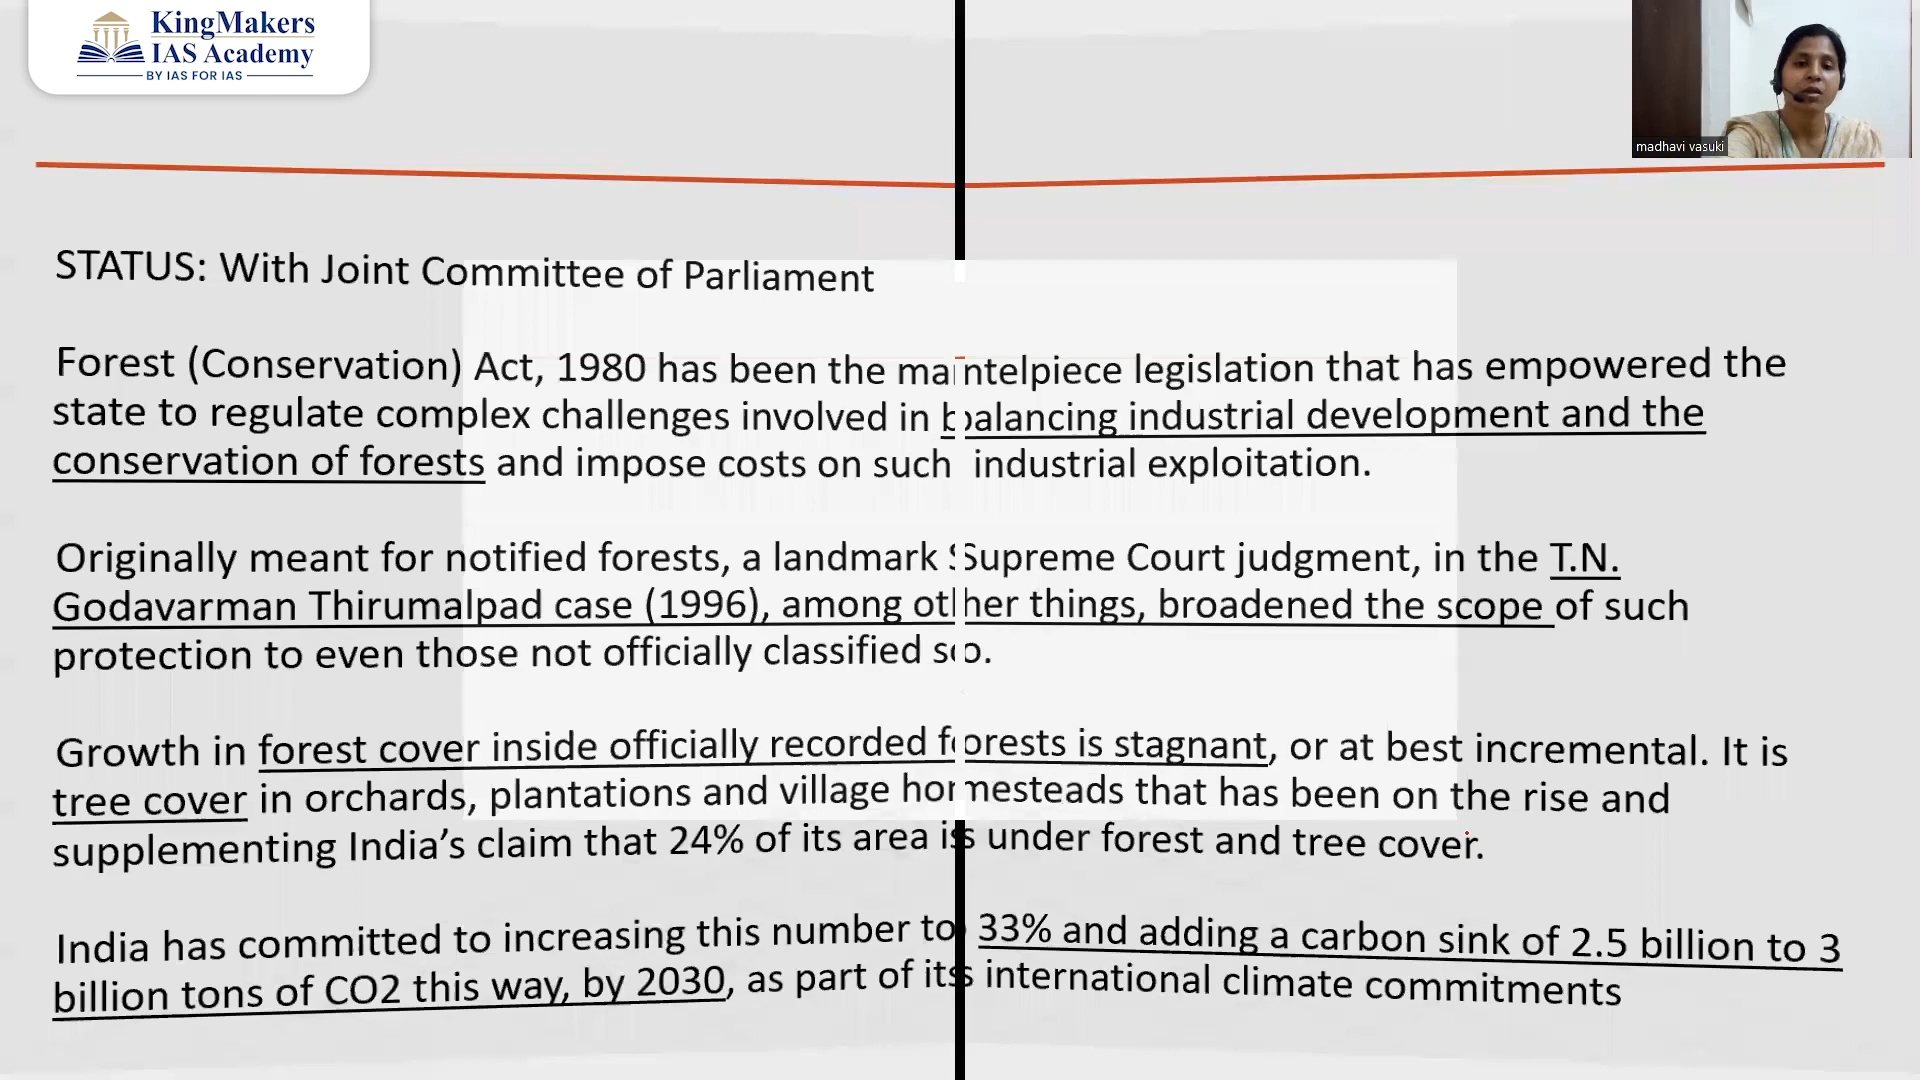 KingMakers
IAS Academy
BY IAS FOR IAS
madhavi vasuki
STATUS: With Joint Committee of Parliament
Forest (Conservation) Act, 1980 has been the mantelpiece legislation that has empowered the
state to regulate complex challenges involved in balancing industrial development and the
conservation of forests and impose costs on such industrial exploitation.
Originally meant for notified forests, a landmark Supreme Court judgment, in the T.N.
Godavarman Thirumalpad case (1996), among other things, broadened the scope of such
protection to even those not officially classified so.
Growth in forest cover inside officially recorded forests is stagnant, or at best incremental. It is
tree cover in orchards, plantations and village homesteads that has been on the rise and
supplementing India's claim that 24% of its area is under forest and tree cover.
India has committed to increasing this number to 33% and adding a carbon sink of 2.5 billion to 3
billion tons of CO2 this way, by 2030, as part of its international climate commitments